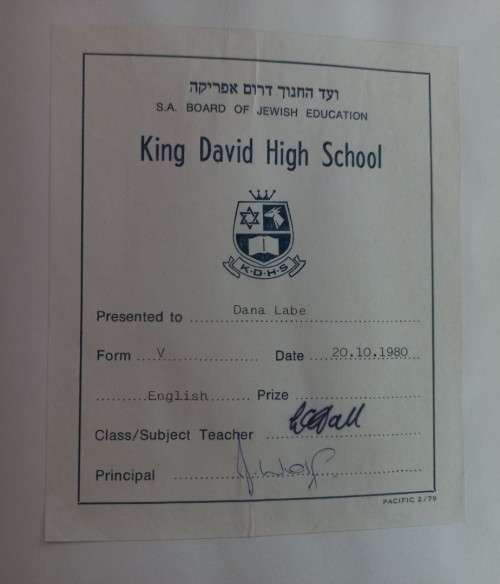 ועד החנוך דרום אפריקה
S.A. BOARD OF JEWISH EDUCATION
King David High School
K·D·H·S
Presented to Dana Labe
Form V Date 20.10.1980
English Prize
Class/Subject Teacher
Principal
PACIFIC 2/79